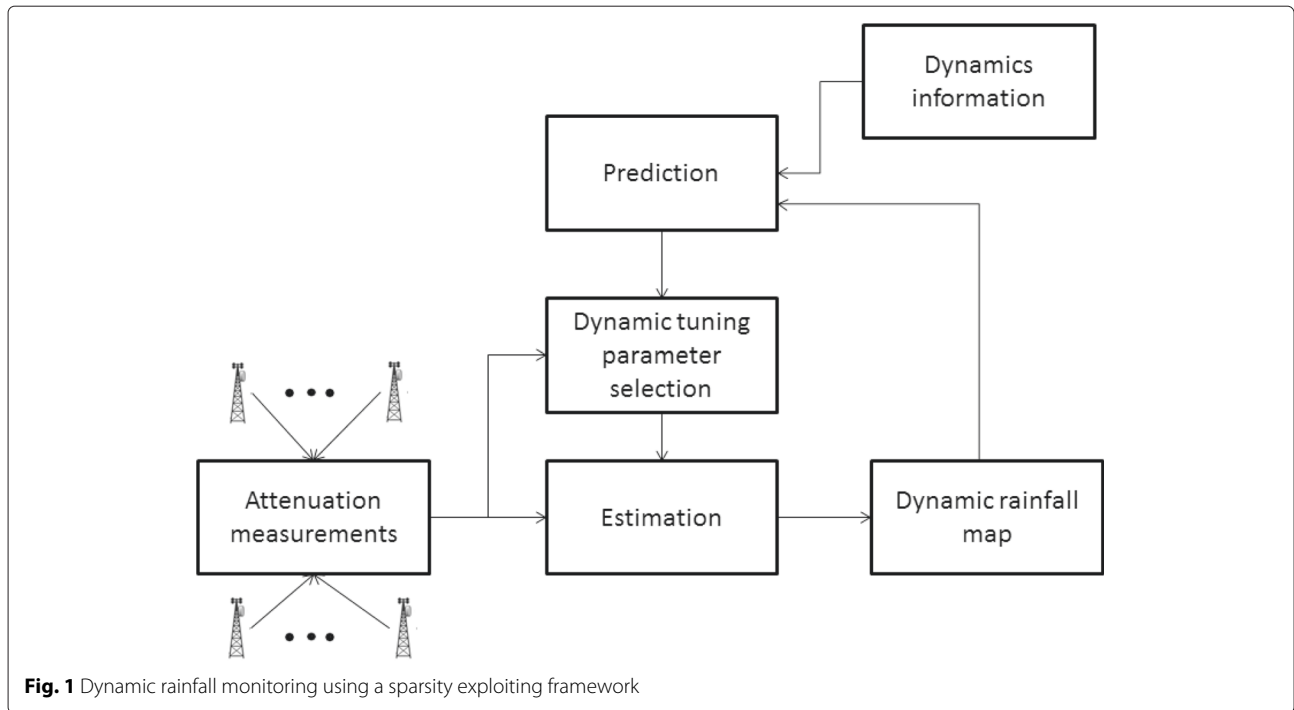 Dynamics
information
Prediction
Dynamic tuning
parameter
selection
Attenuation
measurements
Estimation
Dynamic rainfall
map
Fig. 1 Dynamic rainfall monitoring using a sparsity exploiting framework